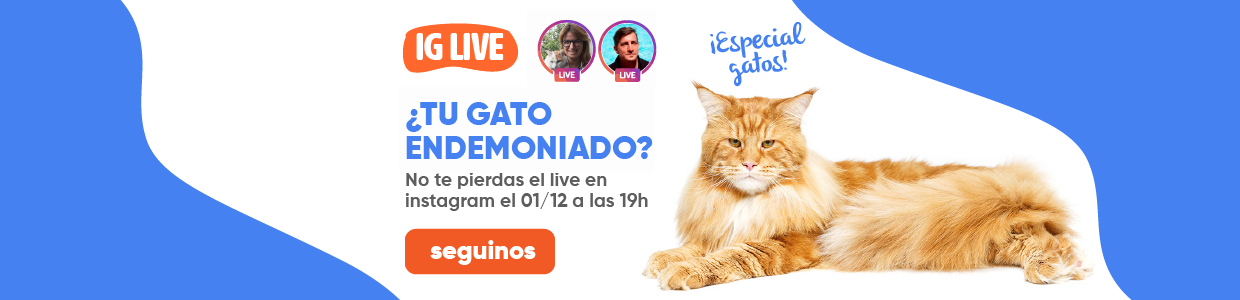 IG LIVE
LIVE
LIVE
¡Especial
gatos!
¿TU GATO
ENDEMONIADO?
No te pierdas el live en
instagram el 01/12 a las 19h
seguinos